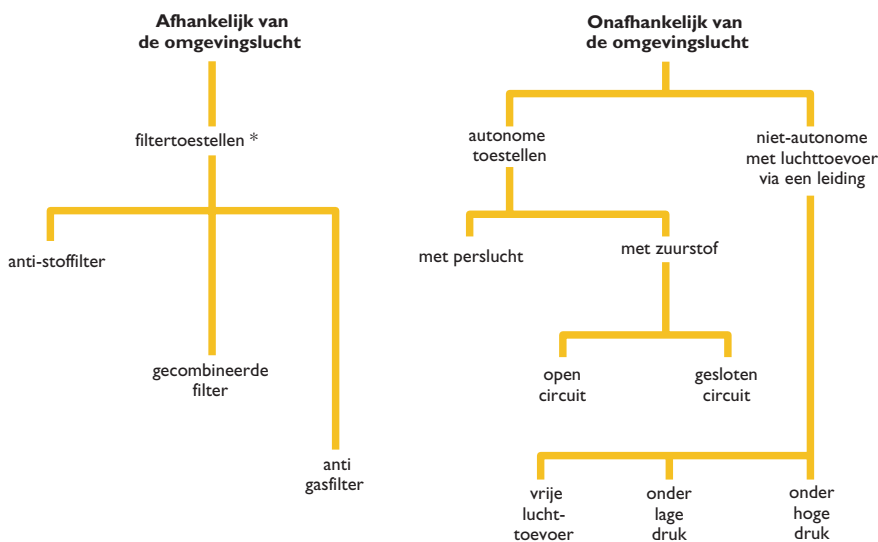 Afhankelijk van
de omgevingslucht
filtertoestellen *
anti-stoffilter
gecombineerde
filter
anti
gasfilter
Onafhankelijk van
de omgevingslucht
autonome
toestellen
niet-autonome
met luchttoevoer
via een leiding
met perslucht
met zuurstof
open
circuit
gesloten
circuit
vrije
lucht-
toevoer
onder
lage
druk
onder
hoge
druk